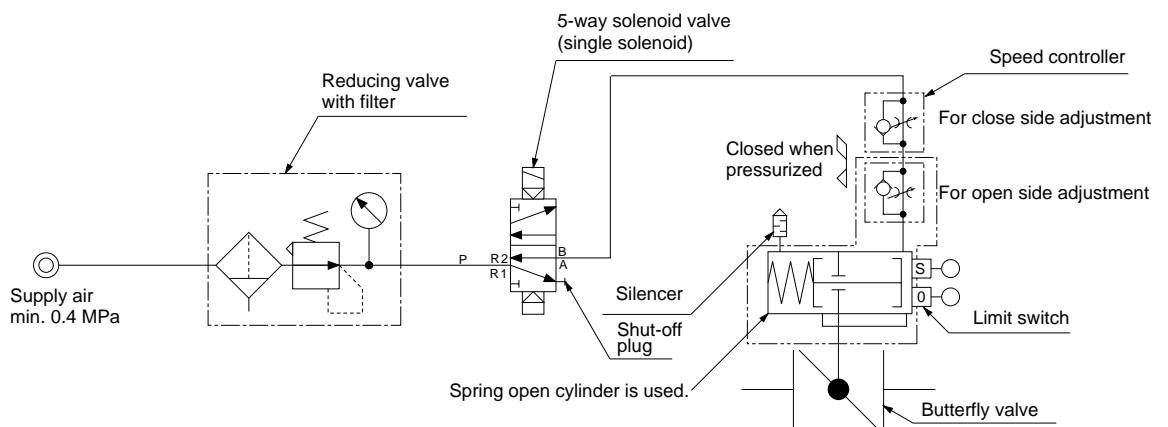 5-way solenoid valve
(single solenoid)
Speed controller
Reducing valve
with filter
For close side adjustment
Closed when
pressurized
For open side adjustment
P
R2
B
R1
A
S
0
Supply air
min. 0.4 MPa
Silencer
Limit switch
Shut-off
plug
Spring open cylinder is used.
Butterfly valve